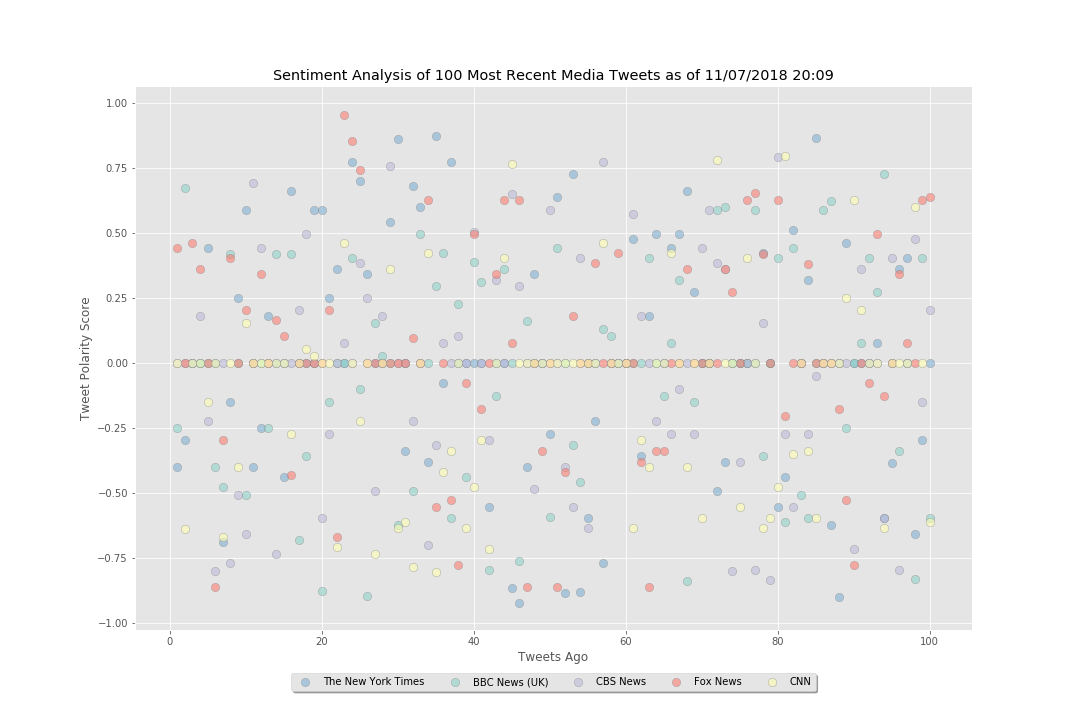 Sentiment Analysis of 100 Most Recent Media Tweets as of 11/07/2018 20:09
1.00
0.75
0.50
0.25
0.00
−0.25
−0.50
−0.75
−1.00
Tweet Polarity Score
0 20 40 60 80 100
Tweets Ago
The New York Times BBC News (UK) CBS News Fox News CNN